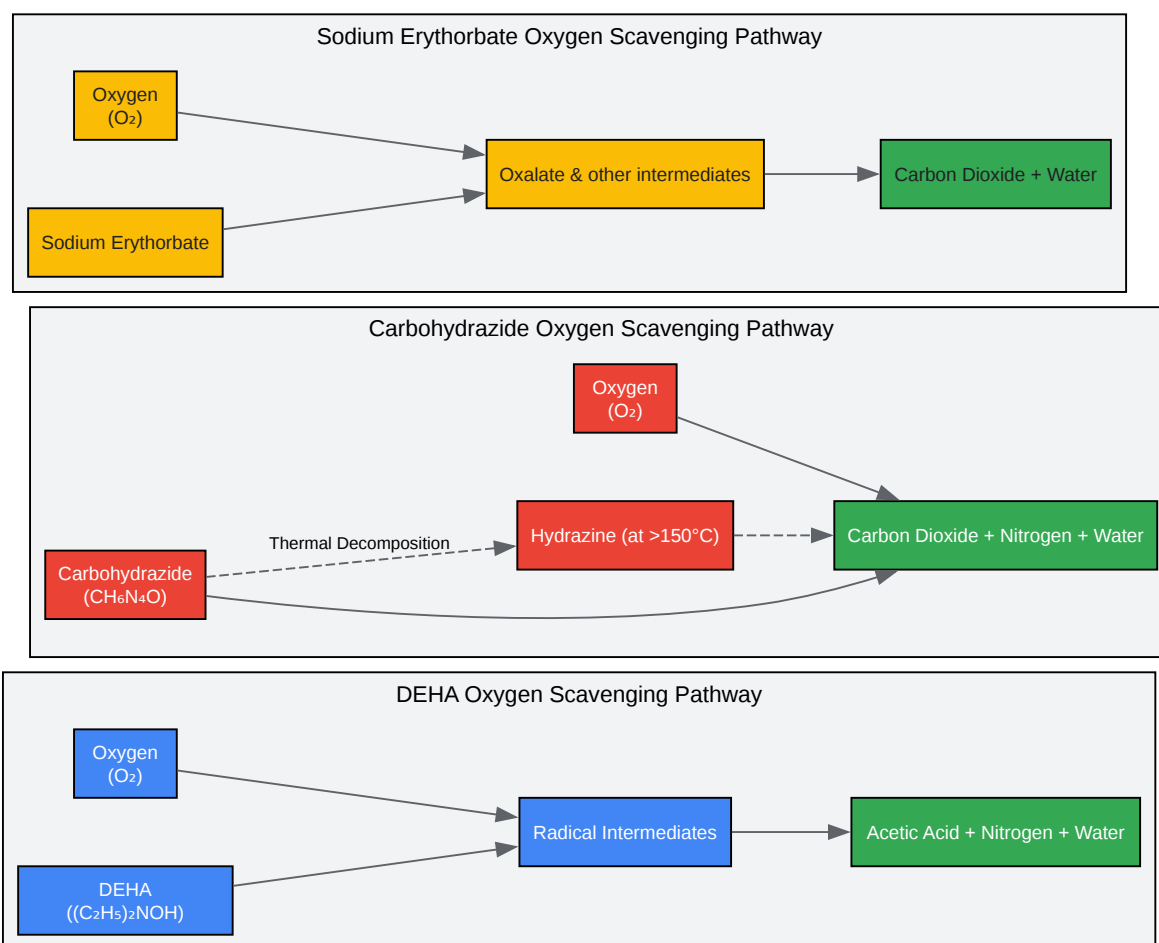 Sodium Erythorbate Oxygen Scavenging Pathway
Oxygen
(O₂)
Oxalate & other intermediates
Carbon Dioxide + Water
Sodium Erythorbate
Carbohydrazide Oxygen Scavenging Pathway
Oxygen
(O₂)
Hydrazine (at >150°C)
Carbon Dioxide + Nitrogen + Water
Thermal Decomposition
Carbohydrazide
(CH₆N₄O)
DEHA Oxygen Scavenging Pathway
Oxygen
(O₂)
Radical Intermediates
Acetic Acid + Nitrogen + Water
DEHA
((C₂H₅)₂NOH)